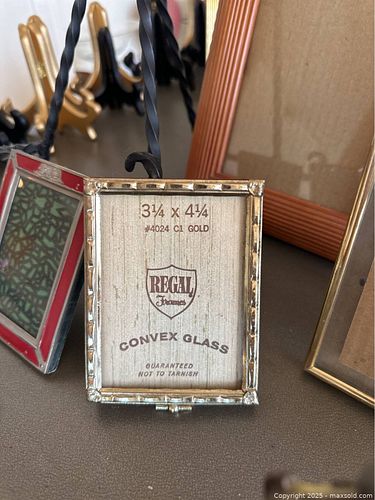 3¼ x 4¼
#4024 C1 GOLD
REGAL
Frames
CONVEX GLASS
GUARANTEED
NOT TO TARNISH
Copyright 2025 - maxsold.com